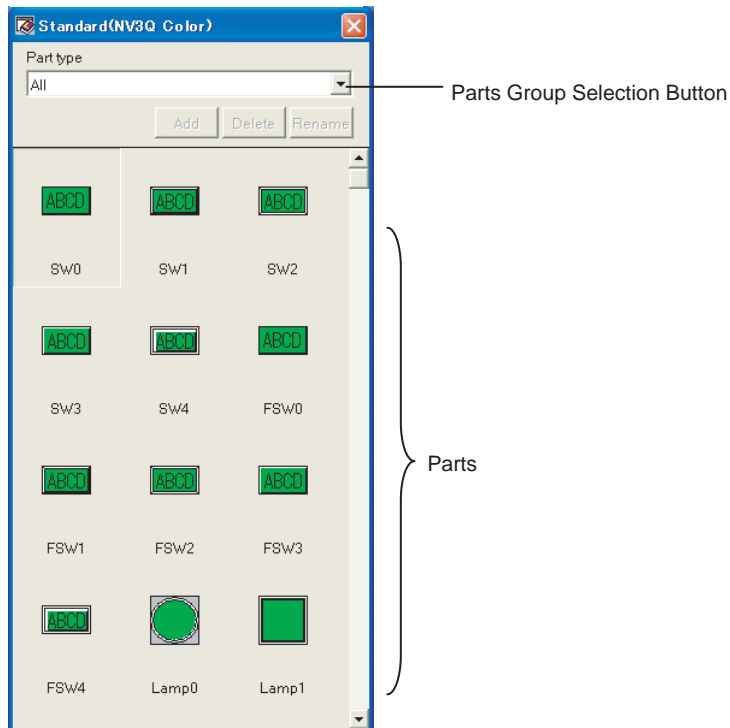 Standard(NV3Q Color)
Part type
All
Parts Group Selection Button
Add Delete Rename
ABCD ABCD ABCD
SW0 SW1 SW2
ABCD ABCD ABCD
SW3 SW4 FSW0
Parts
ABCD ABCD ABCD
FSW1 FSW2 FSW3
ABCD
FSW4 Lamp0 Lamp1